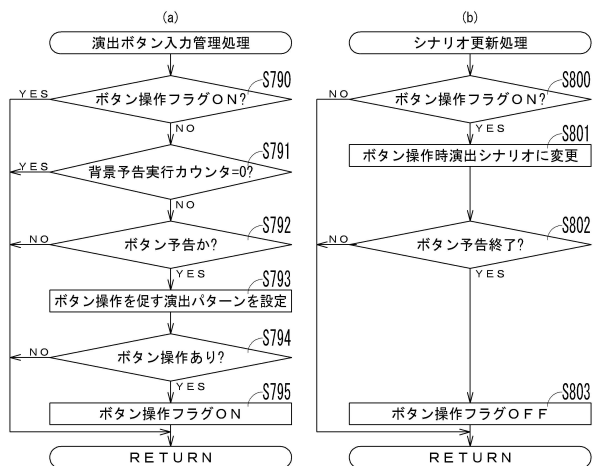 (a)
演出ボタン入力管理処理
S790
ボタン操作フラグON?
YES
NO
S791
背景予告実行カウンタ=0?
YES
NO
S792
ボタン予告か?
NO
YES
S793
ボタン操作を促す演出パターンを設定
S794
ボタン操作あり?
NO
YES
S795
ボタン操作フラグON
RETURN
(b)
シナリオ更新処理
S800
ボタン操作フラグON?
NO
YES
S801
ボタン操作時演出シナリオに変更
S802
ボタン予告終了?
NO
YES
S803
ボタン操作フラグOFF
RETURN